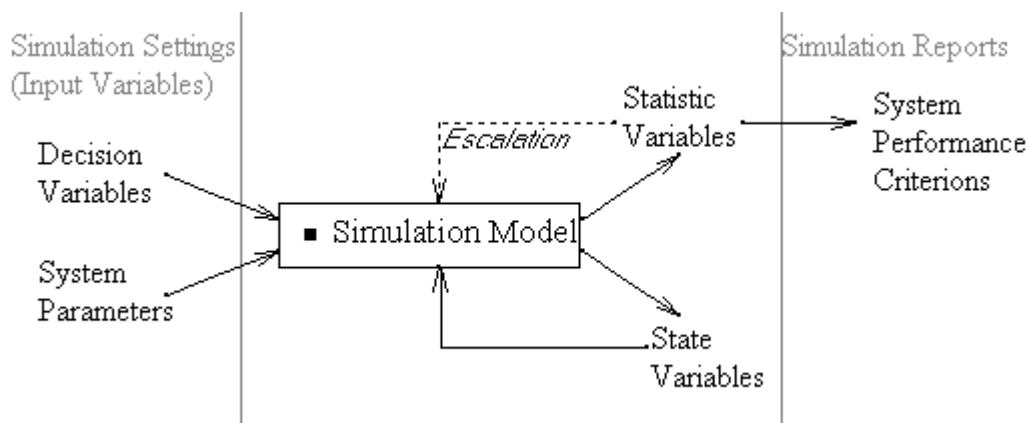 Simulation Settings
(Input Variables)
Simulation Reports
Decision
Variables
System
Parameters
Escalation
■ Simulation Model
Statistic
Variables
State
Variables
System
Performance
Criterions